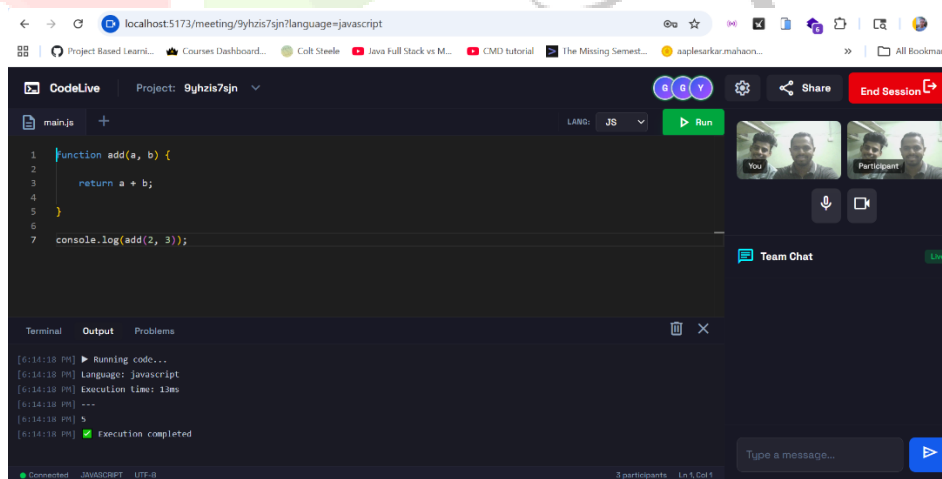 localhost:5173/meeting/9yhzis7sjn?language=javascript
Project Based Learni... Courses Dashboard... Colt Steele Java Full Stack vs M... CMD tutorial The Missing Semest... aaplesarkar.mahaon... » All Bookmar
CodeLive Project: 9yhzis7sjn G G Y Share End Session
main.js + LANG: JS Run
1 function add(a, b) {
2
3 return a + b;
4
5 }
6
7 console.log(add(2, 3));
You Participant
Team Chat Live
Terminal Output Problems
[6:14:18 PM] ▶ Running code...
[6:14:18 PM] Language: javascript
[6:14:18 PM] Execution time: 13ms
[6:14:18 PM] ---
[6:14:18 PM] 5
[6:14:18 PM] ✅ Execution completed
Type a message...
Connected JAVASCRIPT UTF-8 3 participants Ln 1, Col 1